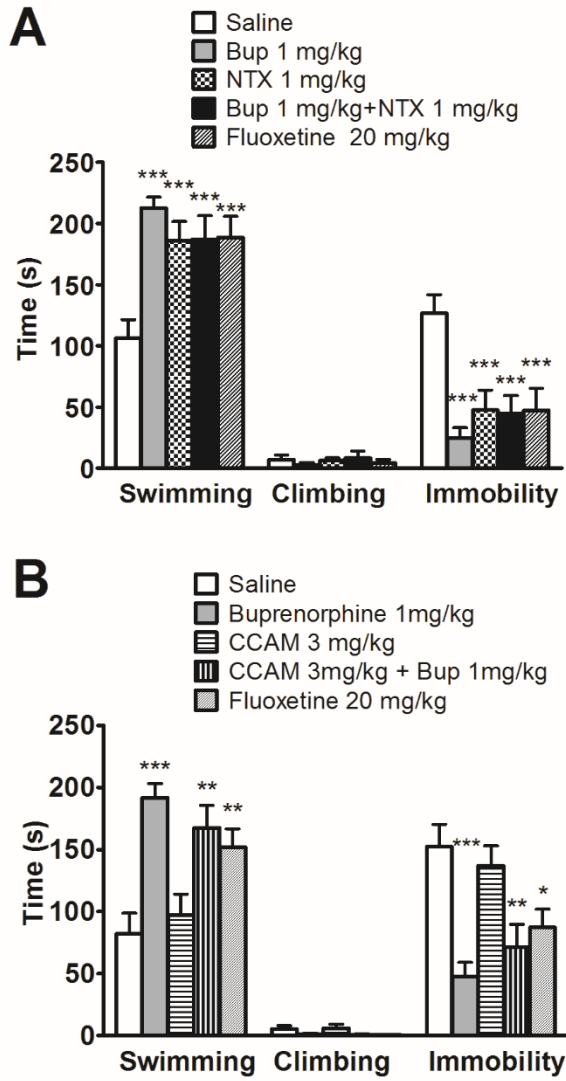 A
Saline
Bup 1 mg/kg
NTX 1 mg/kg
Bup 1 mg/kg+NTX 1 mg/kg
Fluoxetine 20 mg/kg
250
200
150
100
50
0
Time (s)
*** *** *** ***
*** *** *** ***
Swimming Climbing Immobility
B
Saline
Buprenorphine 1mg/kg
CCAM 3 mg/kg
CCAM 3mg/kg + Bup 1mg/kg
Fluoxetine 20 mg/kg
250
200
150
100
50
0
Time (s)
*** ** **
*** ** *
Swimming Climbing Immobility